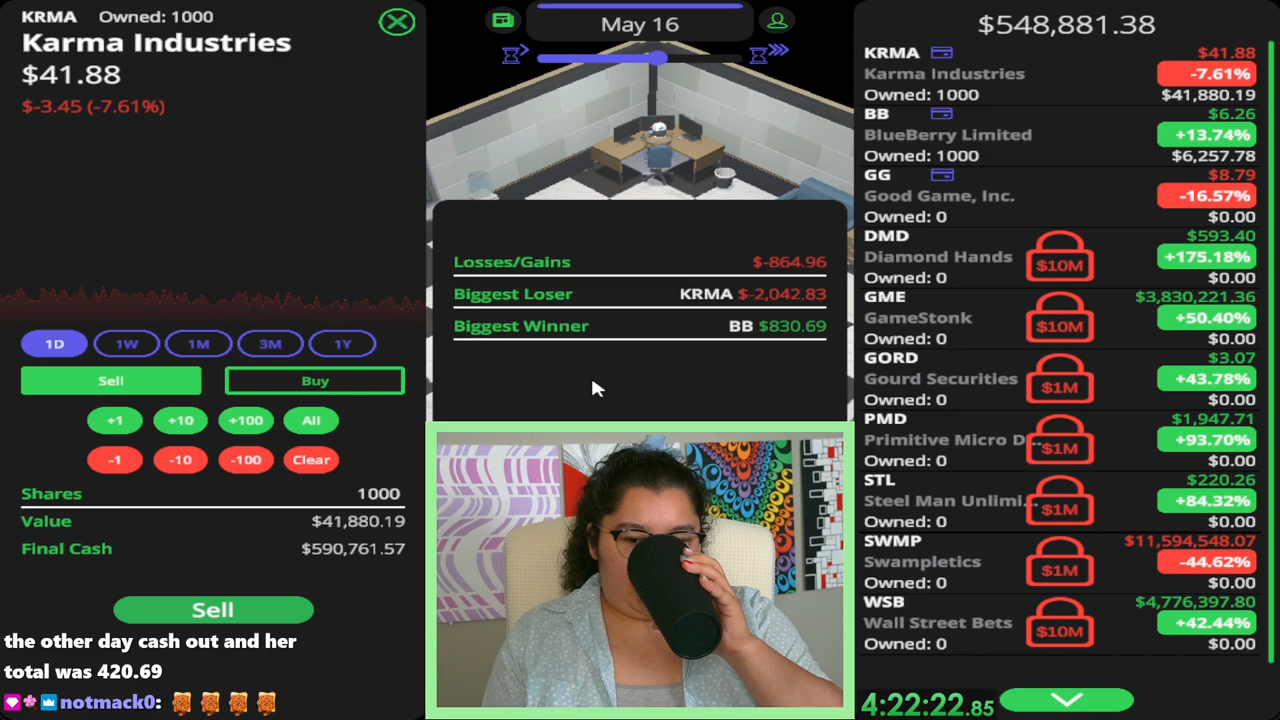 KRMA Owned: 1000
Karma Industries
$41.88
$-3.45 (-7.61%)
1D 1W 1M 3M 1Y
Sell Buy
+1 +10 +100 All
-1 -10 -100 Clear
Shares 1000
Value $41,880.19
Final Cash $590,761.57
Sell
the other day cash out and her
total was 420.69
notmack0:
May 16
Losses/Gains $-864.96
Biggest Loser KRMA $-2,042.83
Biggest Winner BB $830.69
$548,881.38
KRMA $41.88
Karma Industries -7.61%
Owned: 1000 $41,880.19
BB $6.26
BlueBerry Limited +13.74%
Owned: 1000 $6,257.78
GG $8.79
Good Game, Inc. -16.57%
Owned: 0 $0.00
DMD $593.40
Diamond Hands $10M +175.18%
Owned: 0 $0.00
GME $3,830,221.36
GameStonk $10M +50.40%
Owned: 0 $0.00
GORD $3.07
Gourd Securities $1M +43.78%
Owned: 0 $0.00
PMD $1,947.71
Primitive Micro D... $1M +93.70%
Owned: 0 $0.00
STL $220.26
Steel Man Unlimi... $1M +84.32%
Owned: 0 $0.00
SWMP $11,594,548.07
Swampletics $1M -44.62%
Owned: 0 $0.00
WSB $4,776,397.80
Wall Street Bets $10M +42.44%
Owned: 0 $0.00
4:22:22.85